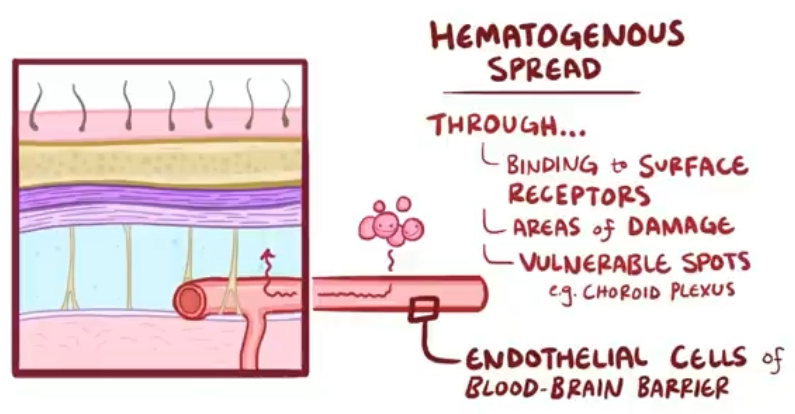 HEMATOGENOUS
SPREAD
THROUGH...
BINDING to SURFACE
RECEPTORS
AREAS of DAMAGE
VULNERABLE SPOTS
e.g. CHOROID PLEXUS
ENDOTHELIAL CELLS of
BLOOD-BRAIN BARRIER